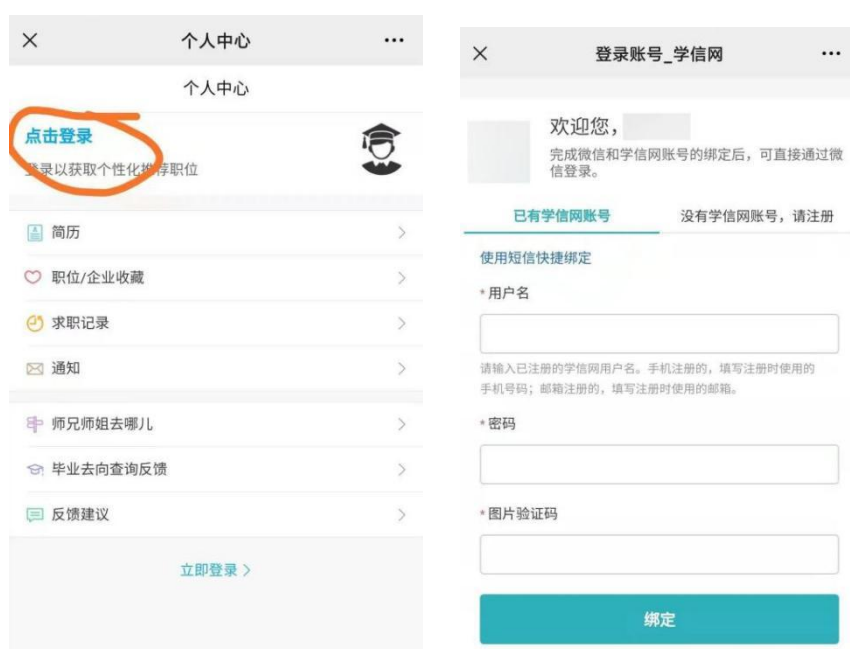 个人中心
个人中心
点击登录
登录以获取个性化推荐职位
简历
职位/企业收藏
求职记录
通知
师兄师姐去哪儿
毕业去向查询反馈
反馈建议
立即登录
登录账号_学信网
欢迎您，
完成微信和学信网账号的绑定后，可直接通过微
信登录。
已有学信网账号 没有学信网账号，请注册
使用短信快捷绑定
*用户名
请输入已注册的学信网用户名。手机注册的，填写注册时使用的
手机号码；邮箱注册的，填写注册时使用的邮箱。
*密码
*图片验证码
绑定